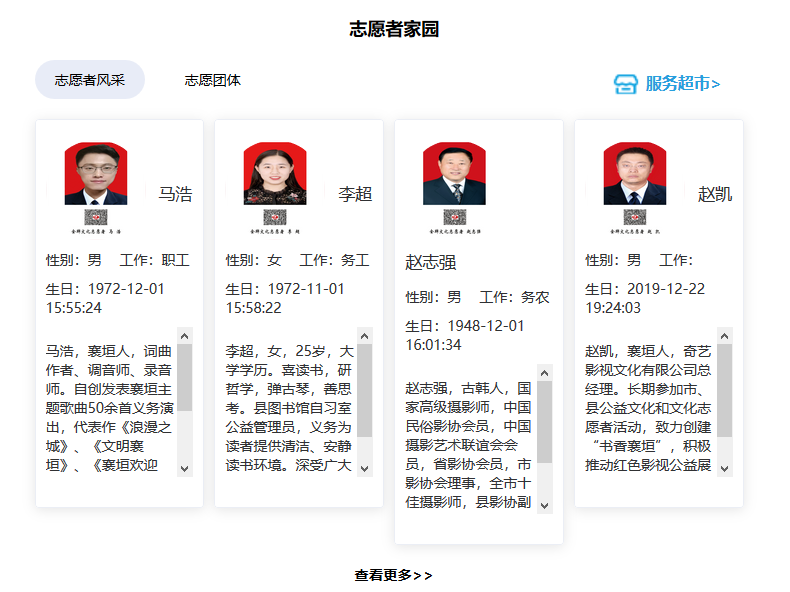 志愿者家园
志愿者风采
志愿团体
服务超市>
马浩
性别：男 工作：职工
生日：1972-12-01
15:55:24
马浩，襄垣人，词曲
作者、调音师、录音
师。自创发表襄垣主
题歌曲50余首义务演
出，代表作《浪漫之
城》、《文明襄
垣》、《襄垣欢迎
李超
性别：女 工作：务工
生日：1972-11-01
15:58:22
李超，女，25岁，大
学学历。喜读书，研
哲学，弹古琴，善思
考。县图书馆自习室
公益管理员，义务为
读者提供清洁、安静
读书环境。深受广大
赵志强
性别：男 工作：务农
生日：1948-12-01
16:01:34
赵志强，古韩人，国
家高级摄影师，中国
民俗影协会员，中国
摄影艺术联谊会会
员，省影协会员，市
影协会理事，全市十
佳摄影师，县影协副
赵凯
性别：男 工作：
生日：2019-12-22
19:24:03
赵凯，襄垣人，奇艺
影视文化有限公司总
经理。长期参加市、
县公益文化和文化志
愿者活动，致力创建
“书香襄垣”，积极
推动红色影视公益展
查看更多>>